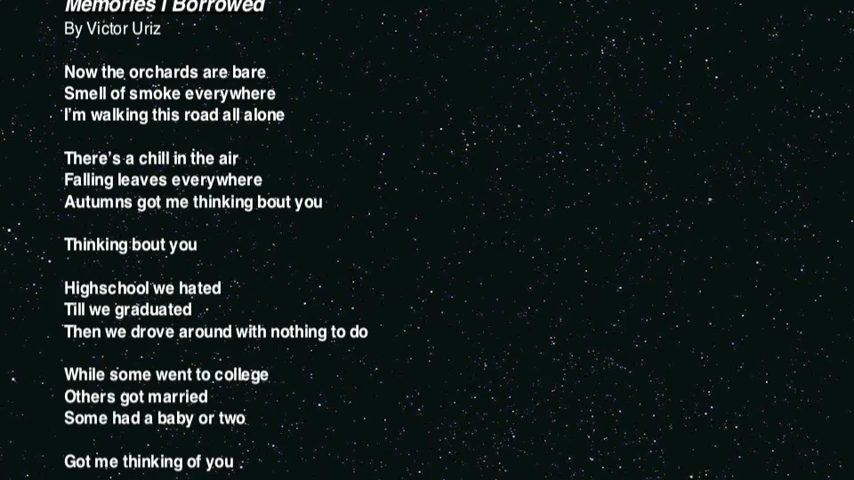 Memories I Borrowed
By Victor Uriz
Now the orchards are bare
Smell of smoke everywhere
I'm walking this road all alone
There's a chill in the air
Falling leaves everywhere
Autumns got me thinking bout you
Thinking bout you
Highschool we hated
Till we graduated
Then we drove around with nothing to do
While some went to college
Others got married
Some had a baby or two
Got me thinking of you